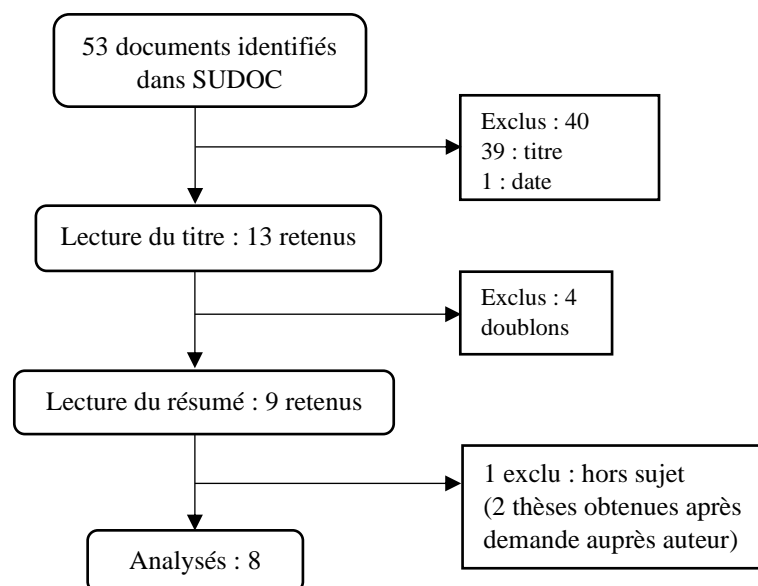 53 documents identifiés
dans SUDOC
Exclus : 40
39 : titre
1 : date
Lecture du titre : 13 retenus
Exclus : 4
doublons
Lecture du résumé : 9 retenus
1 exclu : hors sujet
(2 thèses obtenues après
demande auprès auteur)
Analysés : 8